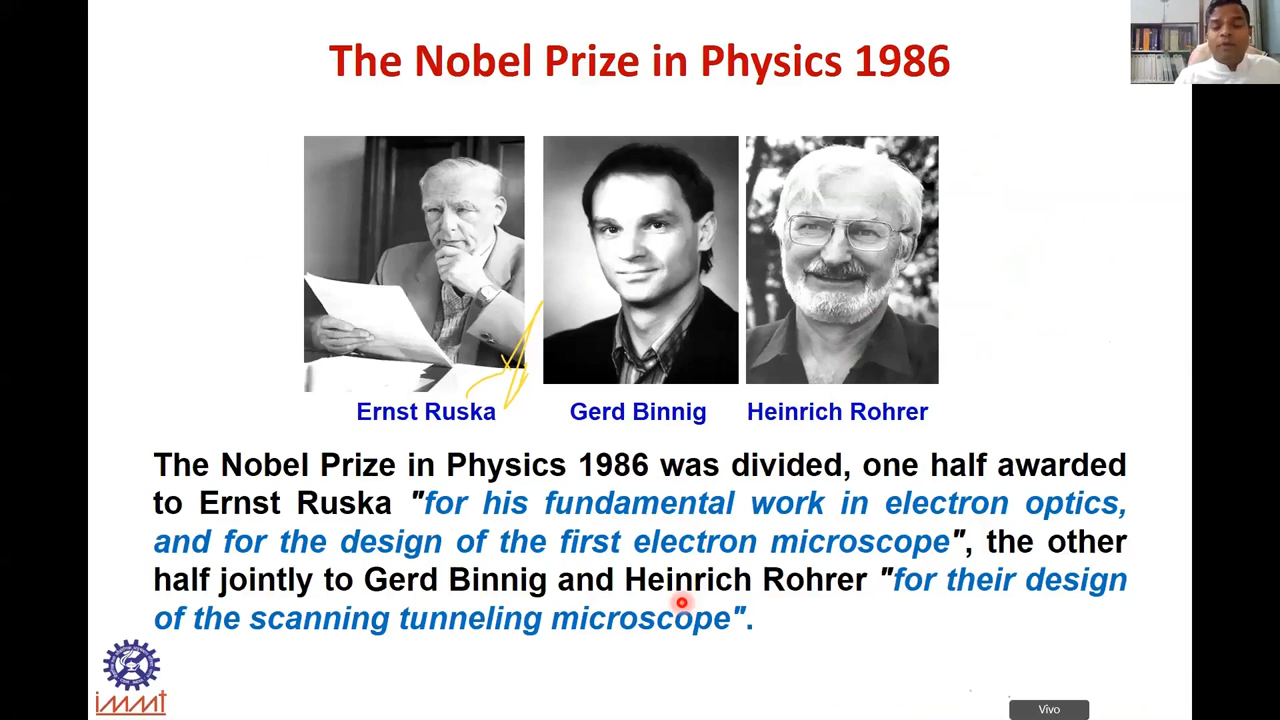 The Nobel Prize in Physics 1986
Ernst Ruska
Gerd Binnig
Heinrich Rohrer
The Nobel Prize in Physics 1986 was divided, one half awarded
to Ernst Ruska "for his fundamental work in electron optics,
and for the design of the first electron microscope", the other
half jointly to Gerd Binnig and Heinrich Rohrer "for their design
of the scanning tunneling microscope".
immt
Vivo